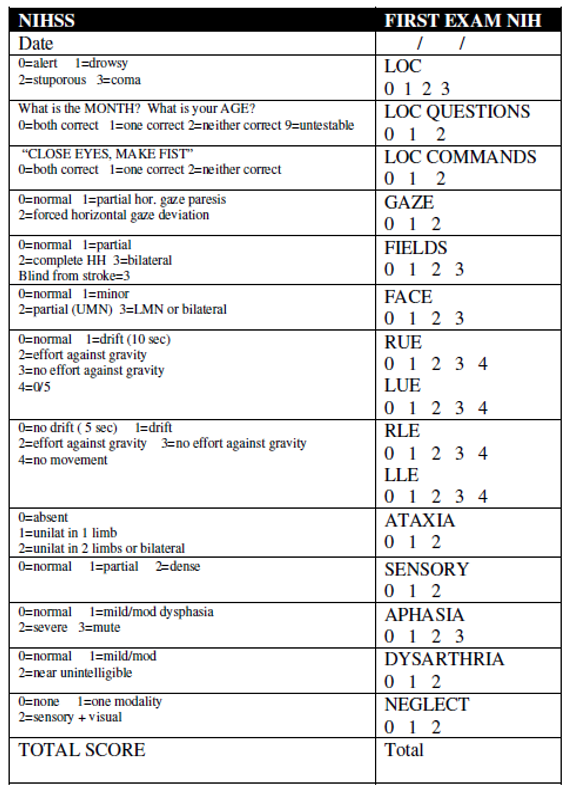 NIHSS FIRST EXAM NIH
Date / /
0=alert 1=drowsy
2=stuporous 3=coma
LOC
0 1 2 3
What is the MONTH? What is your AGE?
0=both correct 1=one correct 2=neither correct 9=untestable
LOC QUESTIONS
0 1 2
“CLOSE EYES, MAKE FIST”
0=both correct 1=one correct 2=neither correct
LOC COMMANDS
0 1 2
0=normal 1=partial hor. gaze paresis
2=forced horizontal gaze deviation
GAZE
0 1 2
0=normal 1=partial
2=complete HH 3=bilateral
Blind from stroke=3
FIELDS
0 1 2 3
0=normal 1=minor
2=partial (UMN) 3=LMN or bilateral
FACE
0 1 2 3
0=normal 1=drift (10 sec)
2=effort against gravity
3=no effort against gravity
4=0/5
RUE
0 1 2 3 4
LUE
0 1 2 3 4
0=no drift ( 5 sec) 1=drift
2=effort against gravity 3=no effort against gravity
4=no movement
RLE
0 1 2 3 4
LLE
0 1 2 3 4
0=absent
1=unilat in 1 limb
2=unilat in 2 limbs or bilateral
ATAXIA
0 1 2
0=normal 1=partial 2=dense
SENSORY
0 1 2
0=normal 1=mild/mod dysphasia
2=severe 3=mute
APHASIA
0 1 2 3
0=normal 1=mild/mod
2=near unintelligible
DYSARTHRIA
0 1 2
0=none 1=one modality
2=sensory + visual
NEGLECT
0 1 2
TOTAL SCORE Total